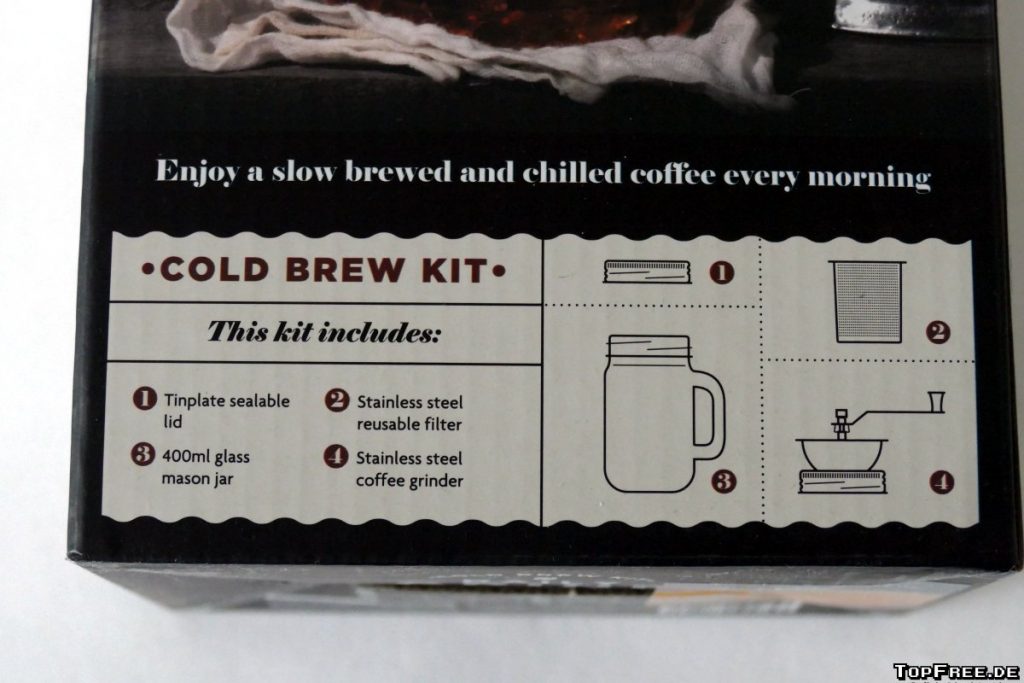 Enjoy a slow brewed and chilled coffee every morning
•COLD BREW KIT•
This kit includes:
1 Tinplate sealable
lid
2 Stainless steel
reusable filter
3 400ml glass
mason jar
4 Stainless steel
coffee grinder
1
2
3
4
TopFree.de